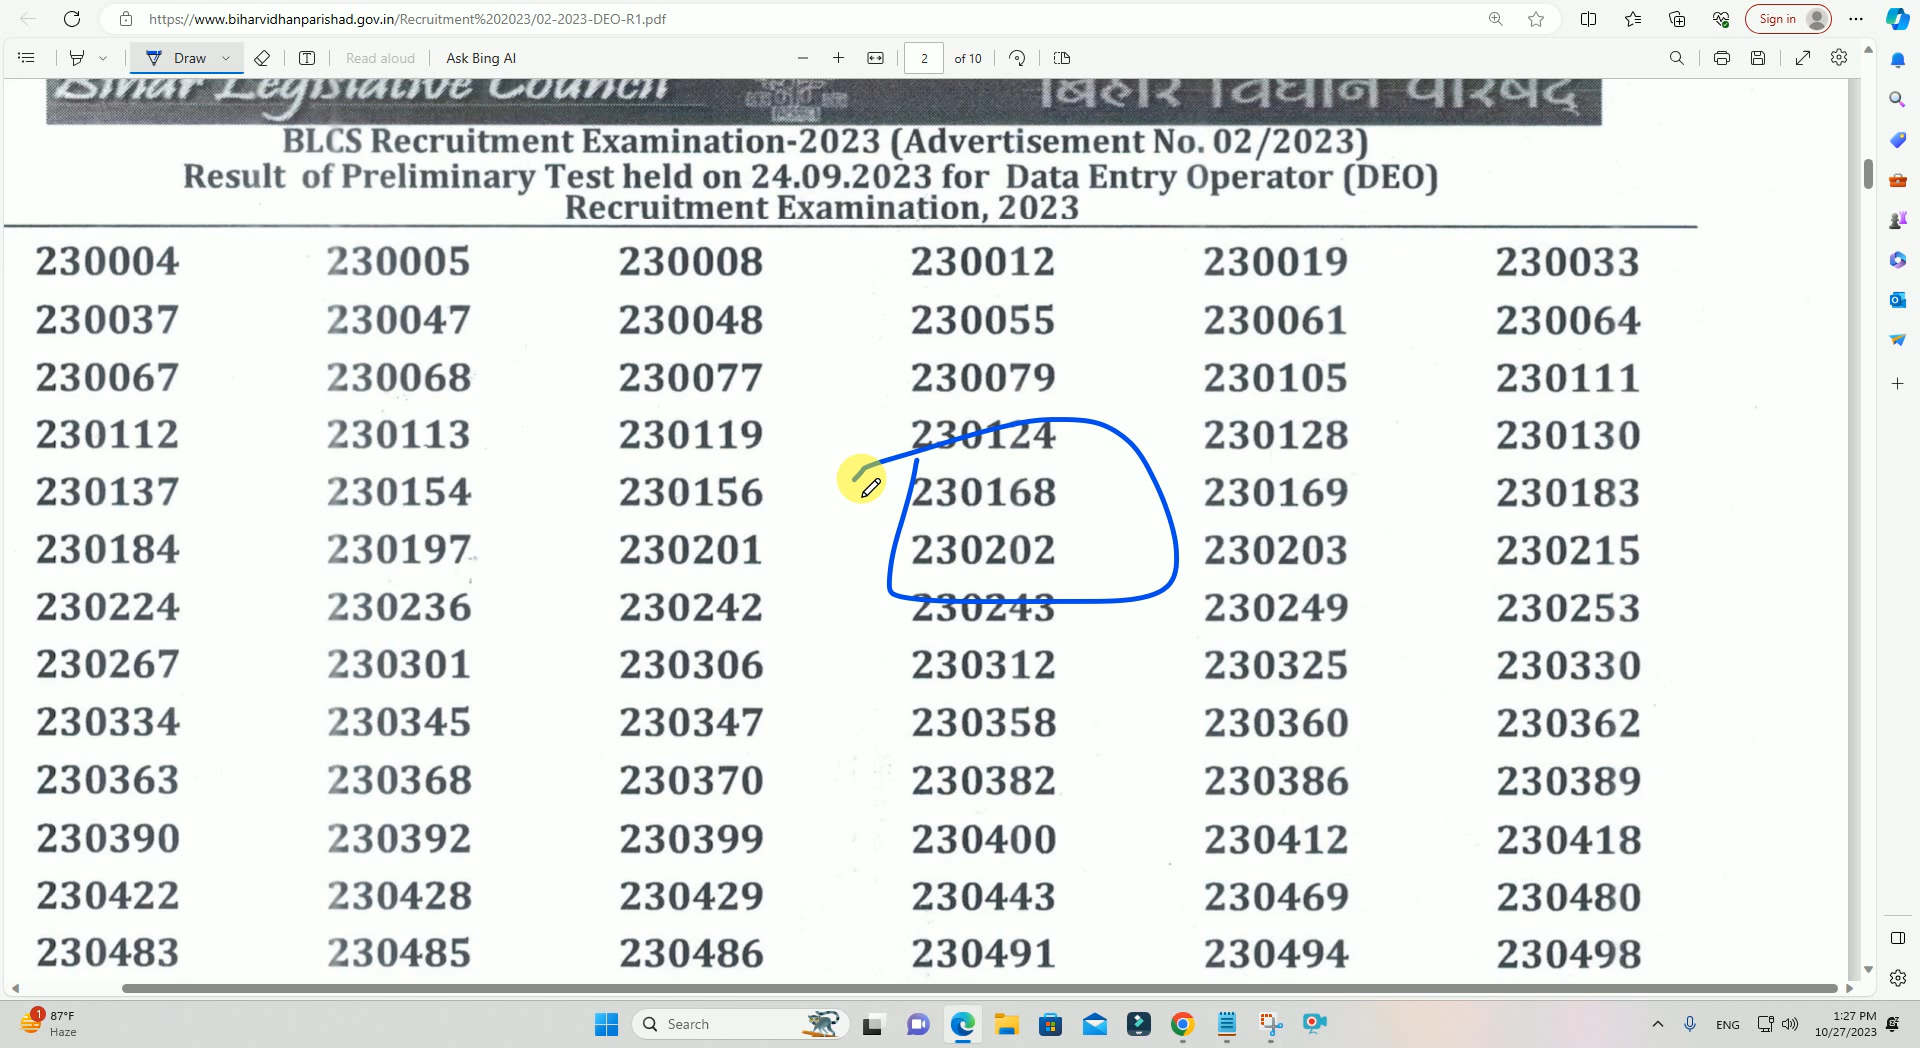 https://www.biharvidhanparishad.gov.in/Recruitment%202023/02-2023-DEO-R1.pdf
Sign in
Draw
Read aloud
Ask Bing AI
2 of 10
Bihar Legislative Council बिहार विधान परिषद्
BLCS Recruitment Examination-2023 (Advertisement No. 02/2023)
Result of Preliminary Test held on 24.09.2023 for Data Entry Operator (DEO)
Recruitment Examination, 2023
230004 230005 230008 230012 230019 230033
230037 230047 230048 230055 230061 230064
230067 230068 230077 230079 230105 230111
230112 230113 230119 230124 230128 230130
230137 230154 230156 230168 230169 230183
230184 230197 230201 230202 230203 230215
230224 230236 230242 230243 230249 230253
230267 230301 230306 230312 230325 230330
230334 230345 230347 230358 230360 230362
230363 230368 230370 230382 230386 230389
230390 230392 230399 230400 230412 230418
230422 230428 230429 230443 230469 230480
230483 230485 230486 230491 230494 230498
1
87°F
Haze
Search
ENG
1:27 PM
10/27/2023